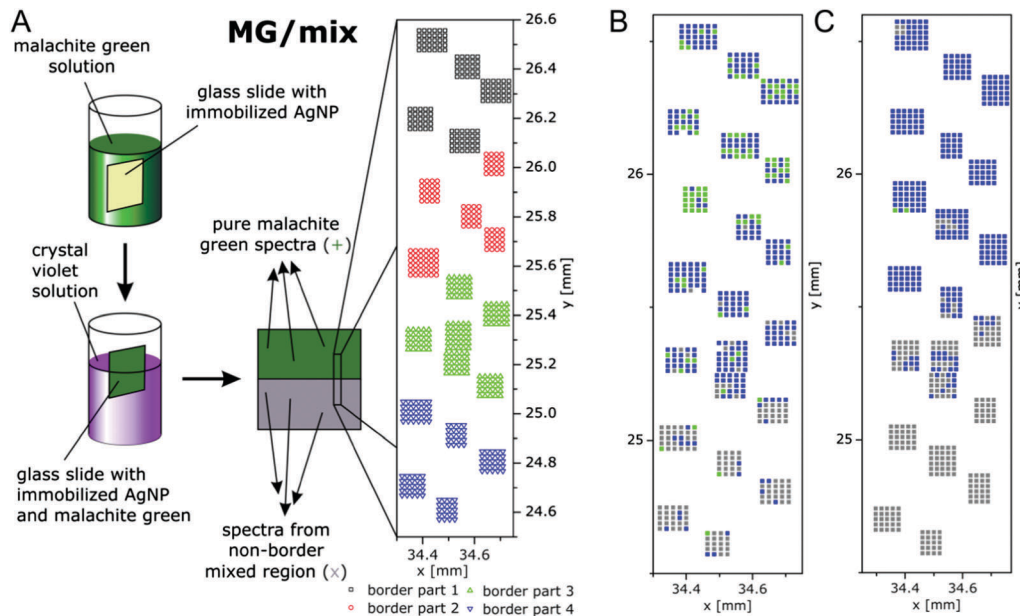 A
MG/mix
malachite green
solution
glass slide with
immobilized AgNP
crystal
violet
solution
glass slide with
immobilized AgNP
and malachite green
pure malachite
green spectra (+)
spectra from
non-border
mixed region (x)
26.6
26.4
26.2
26.0
25.8
25.6
25.4
25.2
25.0
24.8
24.6
y [mm]
34.4 34.6
x [mm]
border part 1
border part 2
border part 3
border part 4
B
26
25
y [mm]
34.4 34.6
x [mm]
C
26
25
34.4 34.6
x [mm]